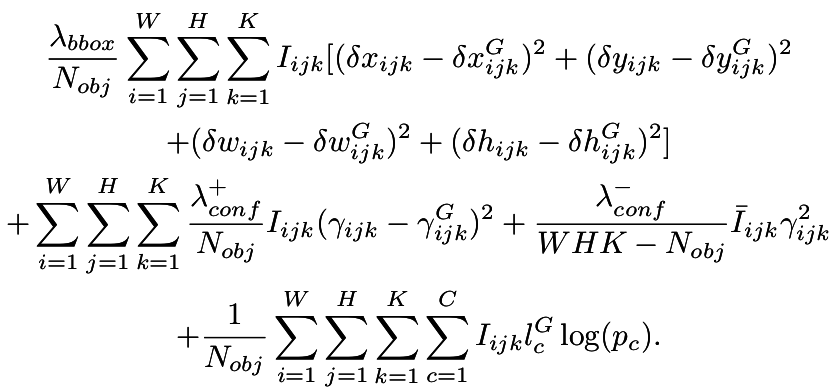 \frac{\lambda_{bbox}}{N_{obj}} \sum_{i=1}^{W} \sum_{j=1}^{H} \sum_{k=1}^{K} I_{ijk}[(\delta x_{ijk} - \delta x_{ijk}^{G})^2 + (\delta y_{ijk} - \delta y_{ijk}^{G})^2
+(\delta w_{ijk} - \delta w_{ijk}^{G})^2 + (\delta h_{ijk} - \delta h_{ijk}^{G})^2]
+ \sum_{i=1}^{W} \sum_{j=1}^{H} \sum_{k=1}^{K} \frac{\lambda_{conf}^{+}}{N_{obj}} I_{ijk}(\gamma_{ijk} - \gamma_{ijk}^{G})^2 + \frac{\lambda_{conf}^{-}}{WHK - N_{obj}} \bar{I}_{ijk} \gamma_{ijk}^{2}
+ \frac{1}{N_{obj}} \sum_{i=1}^{W} \sum_{j=1}^{H} \sum_{k=1}^{K} \sum_{c=1}^{C} I_{ijk} l_{c}^{G} \log(p_{c}).